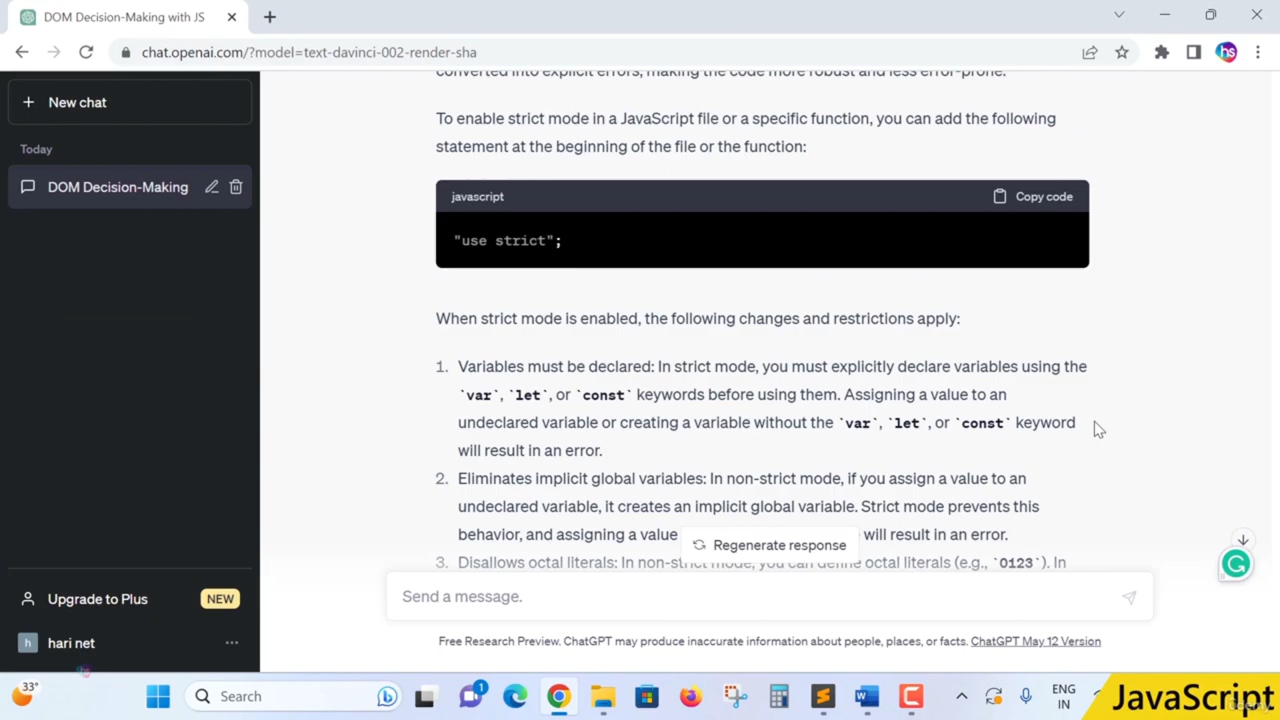 DOM Decision-Making with JS
chat.openai.com/?model=text-davinci-002-render-sha
hs
New chat
Today
DOM Decision-Making
Upgrade to Plus
NEW
h
hari net
converted into explicit errors, making the code more robust and less error-prone.
To enable strict mode in a JavaScript file or a specific function, you can add the following
statement at the beginning of the file or the function:
javascript
Copy code
"use strict";
When strict mode is enabled, the following changes and restrictions apply:
1. Variables must be declared: In strict mode, you must explicitly declare variables using the
`var`, `let`, or `const` keywords before using them. Assigning a value to an
undeclared variable or creating a variable without the `var`, `let`, or `const` keyword
will result in an error.
2. Eliminates implicit global variables: In non-strict mode, if you assign a value to an
undeclared variable, it creates an implicit global variable. Strict mode prevents this
behavior, and assigning a value will result in an error.
Regenerate response
3. Disallows octal literals: In non-strict mode, you can define octal literals (e.g., `0123`). In
Send a message.
Free Research Preview. ChatGPT may produce inaccurate information about people, places, or facts. ChatGPT May 12 Version
33°
Search
1
ENG
IN
JavaScript